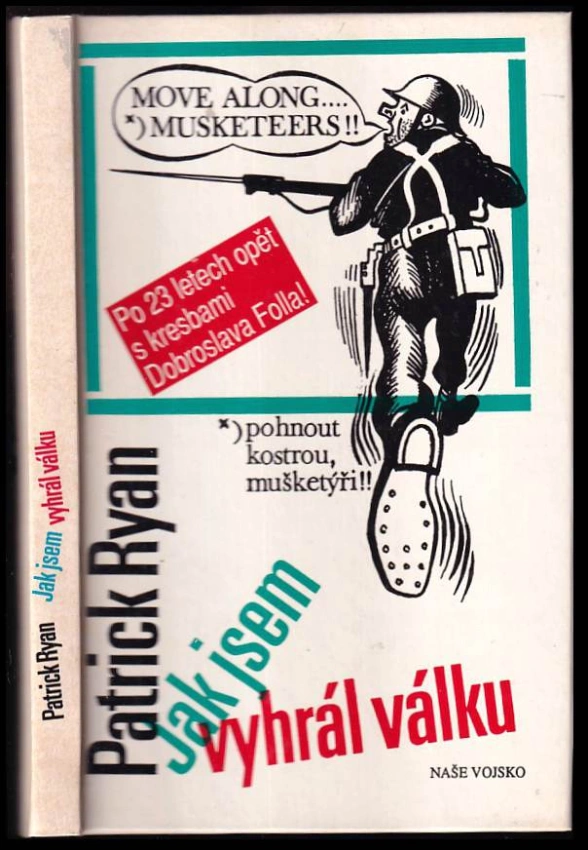 MOVE ALONG....
*) MUSKETEERS!!
Po 23 letech opět
s kresbami
Dobroslava Folla!
*) pohnout
kostrou,
mušketýři!!
Patrick Ryan
Jak jsem
vyhrál válku
NAŠE VOJSKO
Patrick Ryan Jak jsem vyhrál válku